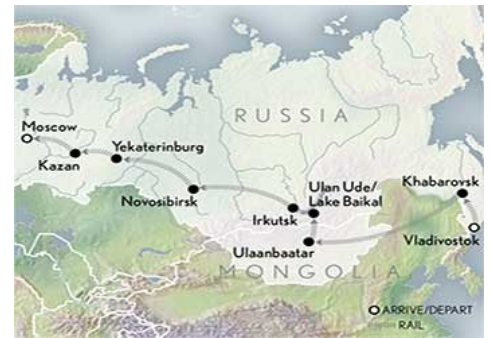 RUSSIA
Moscow
Yekaterinburg
Kazan
Novosibirsk
Ulan Ude/
Lake Baikal
Khabarovsk
Irkutsk
Ulaanbaatar
Vladivostok
MONGOLIA
ARRIVE/DEPART
RAIL